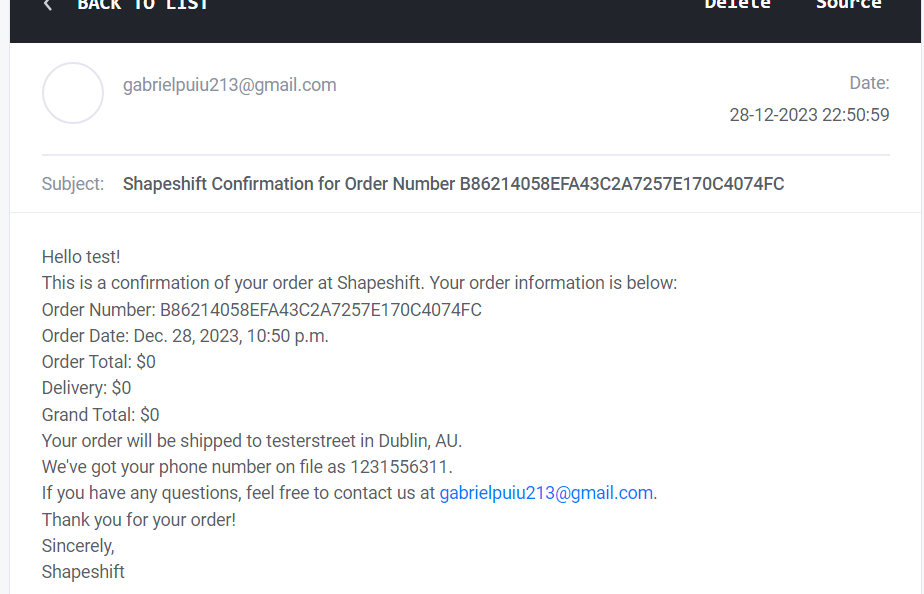 BACK TO LIST Delete Source
gabrielpuiu213@gmail.com
Date:
28-12-2023 22:50:59
Subject: Shapeshift Confirmation for Order Number B86214058EFA43C2A7257E170C4074FC
Hello test!
This is a confirmation of your order at Shapeshift. Your order information is below:
Order Number: B86214058EFA43C2A7257E170C4074FC
Order Date: Dec. 28, 2023, 10:50 p.m.
Order Total: $0
Delivery: $0
Grand Total: $0
Your order will be shipped to testerstreet in Dublin, AU.
We've got your phone number on file as 1231556311.
If you have any questions, feel free to contact us at gabrielpuiu213@gmail.com.
Thank you for your order!
Sincerely,
Shapeshift